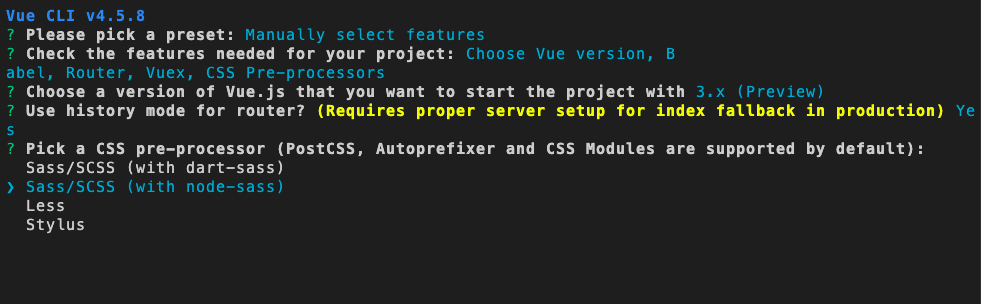 Vue CLI v4.5.8
? Please pick a preset: Manually select features
? Check the features needed for your project: Choose Vue version, B
abel, Router, Vuex, CSS Pre-processors
? Choose a version of Vue.js that you want to start the project with 3.x (Preview)
? Use history mode for router? (Requires proper server setup for index fallback in production) Ye
s
? Pick a CSS pre-processor (PostCSS, Autoprefixer and CSS Modules are supported by default):
Sass/SCSS (with dart-sass)
❯ Sass/SCSS (with node-sass)
Less
Stylus